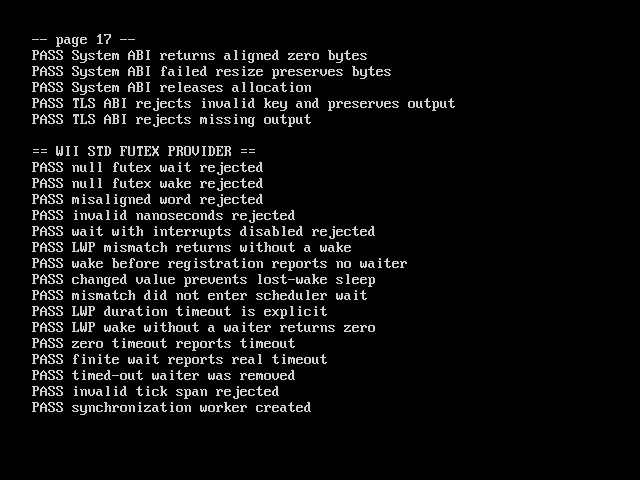 -- page 17 --
PASS System ABI returns aligned zero bytes
PASS System ABI failed resize preserves bytes
PASS System ABI releases allocation
PASS TLS ABI rejects invalid key and preserves output
PASS TLS ABI rejects missing output
== WII STD FUTEX PROVIDER ==
PASS null futex wait rejected
PASS null futex wake rejected
PASS misaligned word rejected
PASS invalid nanoseconds rejected
PASS wait with interrupts disabled rejected
PASS LWP mismatch returns without a wake
PASS wake before registration reports no waiter
PASS changed value prevents lost-wake sleep
PASS mismatch did not enter scheduler wait
PASS LWP duration timeout is explicit
PASS LWP wake without a waiter returns zero
PASS zero timeout reports timeout
PASS finite wait reports real timeout
PASS timed-out waiter was removed
PASS invalid tick span rejected
PASS synchronization worker created